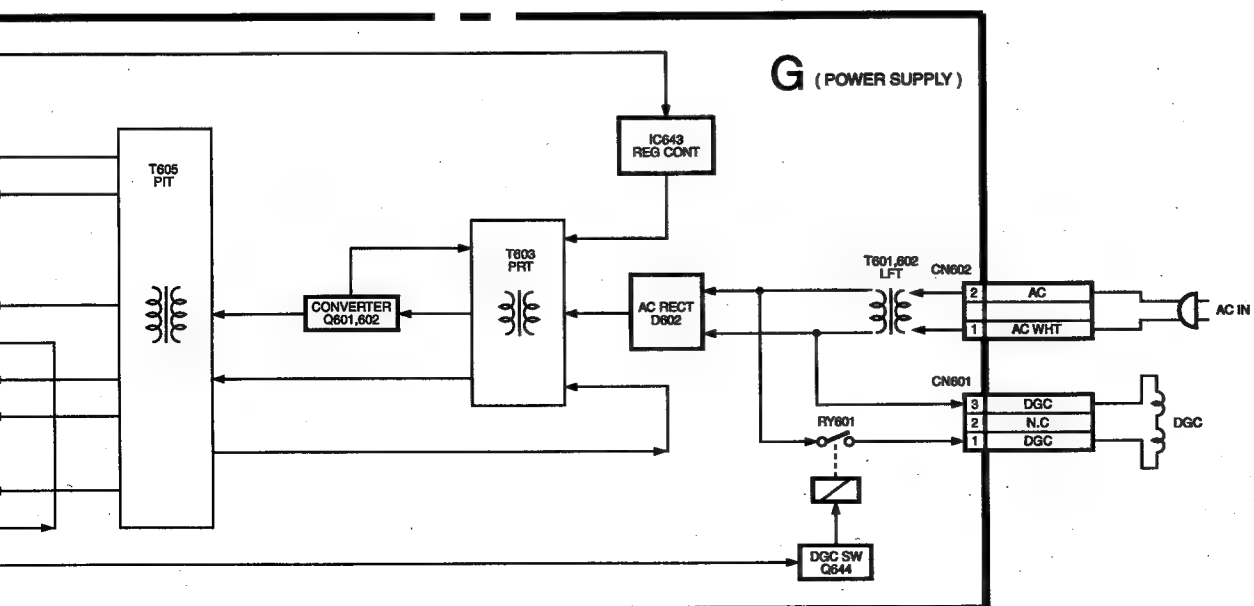 G ( POWER SUPPLY )
IC643
REG CONT
T605
PIT
T603
PRT
T601,602
LFT
CN602
CONVERTER
Q601,602
AC RECT
D602
2 AC
1 AC WHT
AC IN
CN601
3 DGC
2 N.C
1 DGC
DGC
RY601
DGC SW
Q644